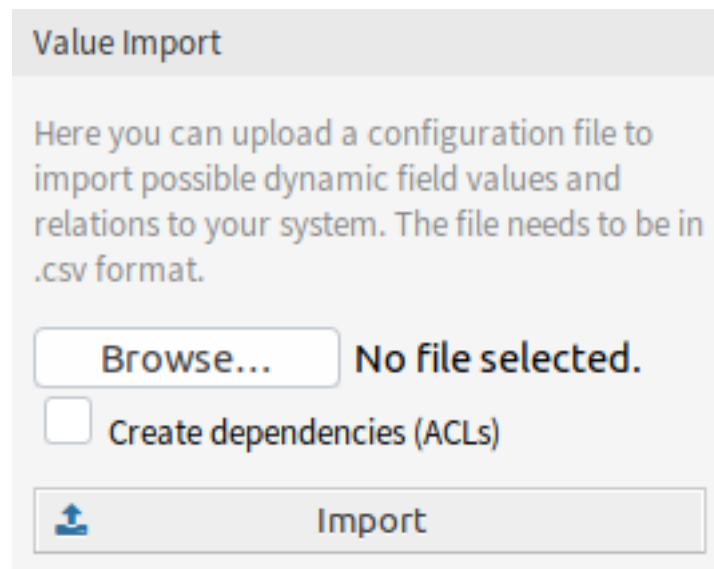 Value Import
Here you can upload a configuration file to
import possible dynamic field values and
relations to your system. The file needs to be in
.csv format.
Browse... No file selected.
Create dependencies (ACLs)
Import